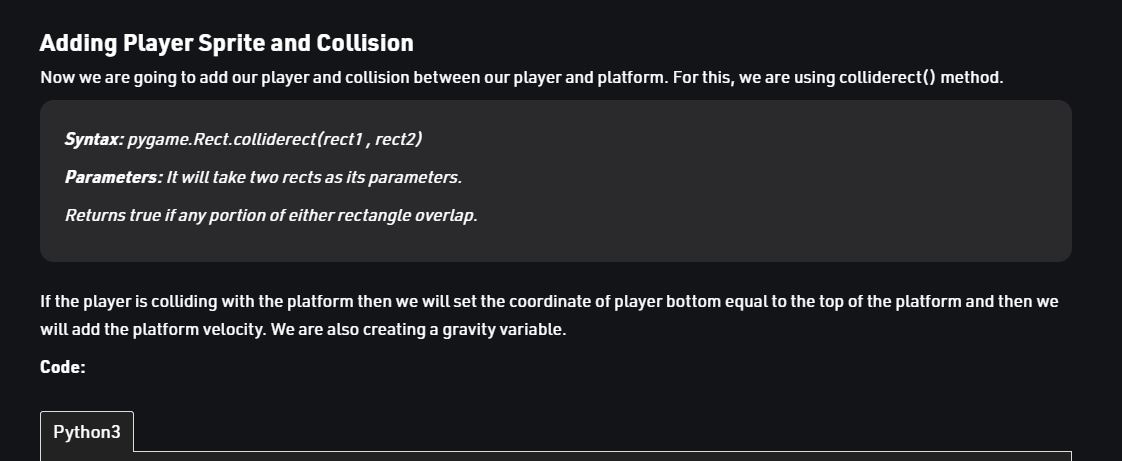 Adding Player Sprite and Collision
Now we are going to add our player and collision between our player and platform. For this, we are using colliderect() method.
Syntax: pygame.Rect.colliderect(rect1 , rect2)
Parameters: It will take two rects as its parameters.
Returns true if any portion of either rectangle overlap.
If the player is colliding with the platform then we will set the coordinate of player bottom equal to the top of the platform and then we
will add the platform velocity. We are also creating a gravity variable.
Code:
Python3